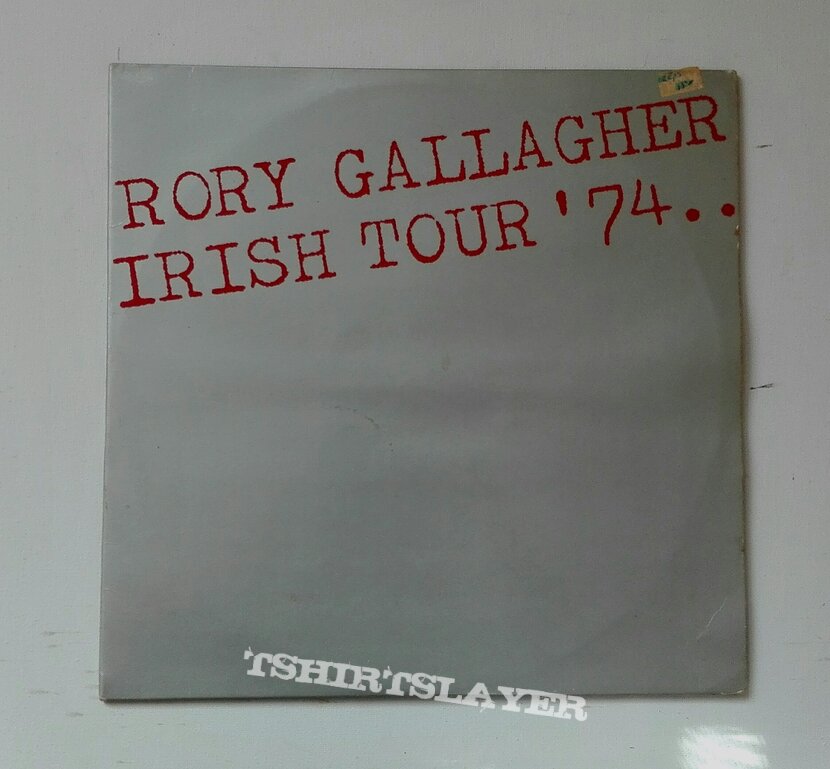 RORY GALLAGHER
IRISH TOUR '74..
TSHIRTSLAYER